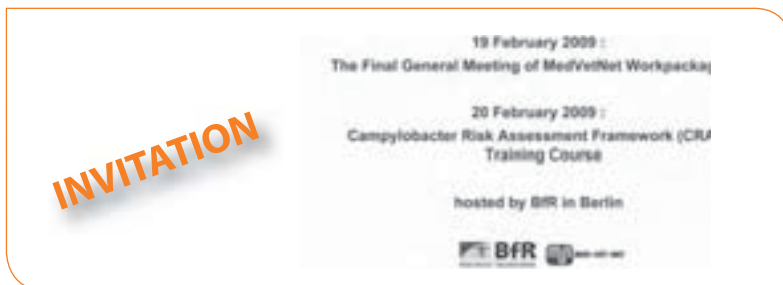 INVITATION
19 February 2009 :
The Final General Meeting of MedVetNet Workpackag
20 February 2009 :
Campylobacter Risk Assessment Framework (CRA
Training Course
hosted by BfR in Berlin
BfR